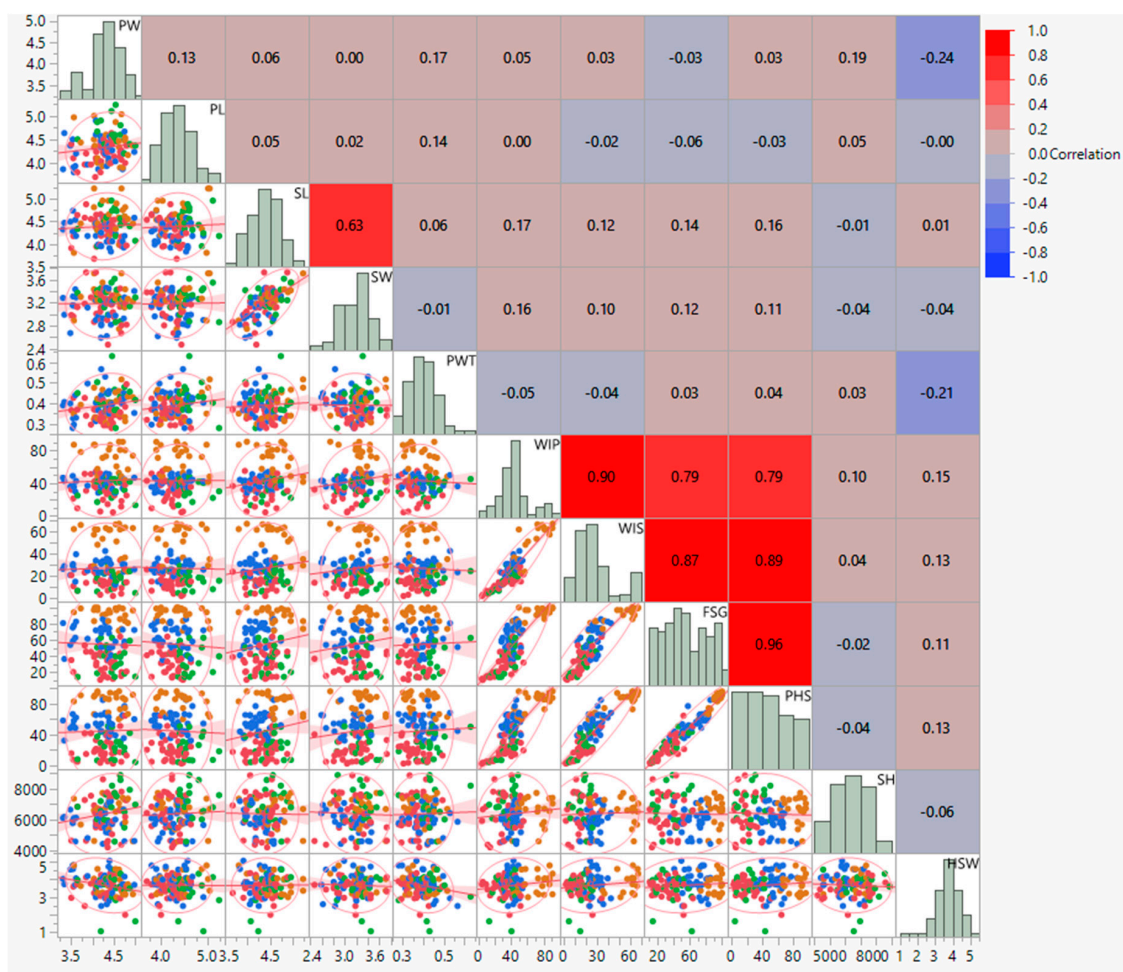 5.0 PW 0.13 0.06 0.00 0.17 0.05 0.03 -0.03 0.03 0.19 -0.24 1.0
4.5 0.8
4.0 0.6
3.5 0.4
5.0 PL 0.05 0.02 0.14 0.00 -0.02 -0.06 -0.03 0.05 -0.00 0.2
4.5 0.0 Correlation
4.0 -0.2
5.0 SL 0.63 0.06 0.17 0.12 0.14 0.16 -0.01 0.01 -0.4
4.5 -0.6
4.0 -0.8
3.5 -1.0
3.6 SW -0.01 0.16 0.10 0.12 0.11 -0.04 -0.04
3.2
2.8
2.4
0.6 PWT -0.05 -0.04 0.03 0.04 0.03 -0.21
0.5
0.4
0.3
80 WIP 0.90 0.79 0.79 0.10 0.15
40
0
60 WIS 0.87 0.89 0.04 0.13
40
20
0
100 FSG 0.96 -0.02 0.11
80
60
40
20
80 PHS -0.04 0.13
40
0
8000 SH -0.06
6000
4000
5 HSW
3
1
3.5 4.5 4.0 5.0 3.5 4.5 2.4 3.0 3.6 0.3 0.5 0 40 80 0 20 60 20 60 0 40 80 5000 8000 1 2 3 4 5